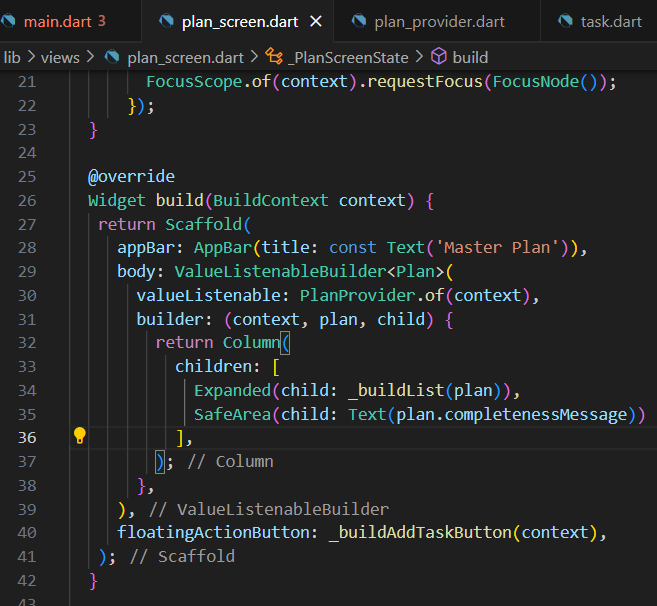 main.dart 3 plan_screen.dart plan_provider.dart task.dart
lib > views > plan_screen.dart > _PlanScreenState > build
21 FocusScope.of(context).requestFocus(FocusNode());
22 });
23 }
24
25 @override
26 Widget build(BuildContext context) {
27 return Scaffold(
28 appBar: AppBar(title: const Text('Master Plan')),
29 body: ValueListenableBuilder<Plan>(
30 valueListenable: PlanProvider.of(context),
31 builder: (context, plan, child) {
32 return Column(
33 children: [
34 Expanded(child: _buildList(plan)),
35 SafeArea(child: Text(plan.completenessMessage))
36 ],
37 ); // Column
38 },
39 ), // ValueListenableBuilder
40 floatingActionButton: _buildAddTaskButton(context),
41 ); // Scaffold
42 }
43